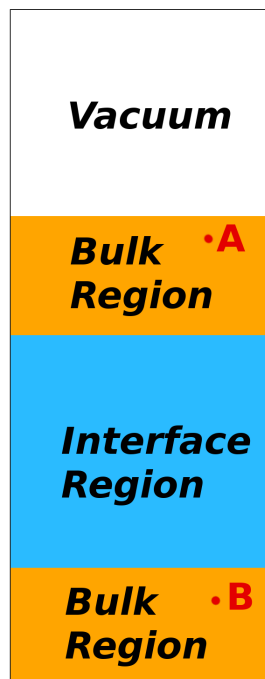 Vacuum
A
Bulk
Region
Interface
Region
Bulk
B
Region